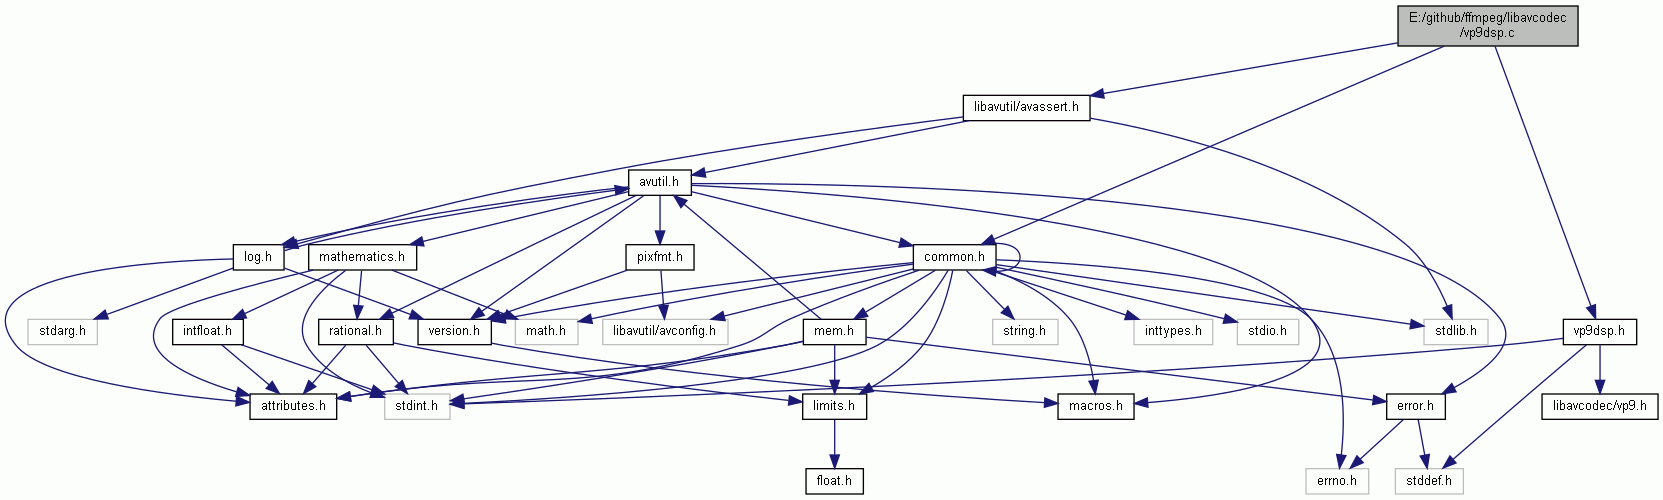 E:/github/ffmpeg/libavcodec
/vp9dsp.c
libavutil/avassert.h
avutil.h
log.h
mathematics.h
pixfmt.h
common.h
stdarg.h
intfloat.h
rational.h
version.h
math.h
libavutil/avconfig.h
mem.h
string.h
inttypes.h
stdio.h
stdlib.h
vp9dsp.h
attributes.h
stdint.h
limits.h
macros.h
error.h
libavcodec/vp9.h
float.h
errno.h
stddef.h